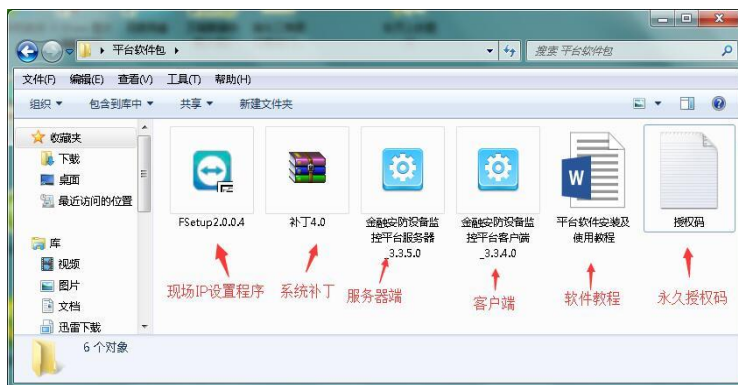 平台软件包
搜索 平台软件包
文件(F) 编辑(E) 查看(V) 工具(T) 帮助(H)
组织 包含到库中 共享 新建文件夹
收藏夹
下载
桌面
最近访问的位置
库
视频
图片
文档
迅雷下载
FSetup2.0.0.4
补丁4.0
金融安防设备监
控平台服务器
_3.3.5.0
金融安防设备监
控平台客户端
_3.3.4.0
平台软件安装及
使用教程
授权码
现场IP设置程序
系统补丁
服务器端
客户端
软件教程
永久授权码
6 个对象